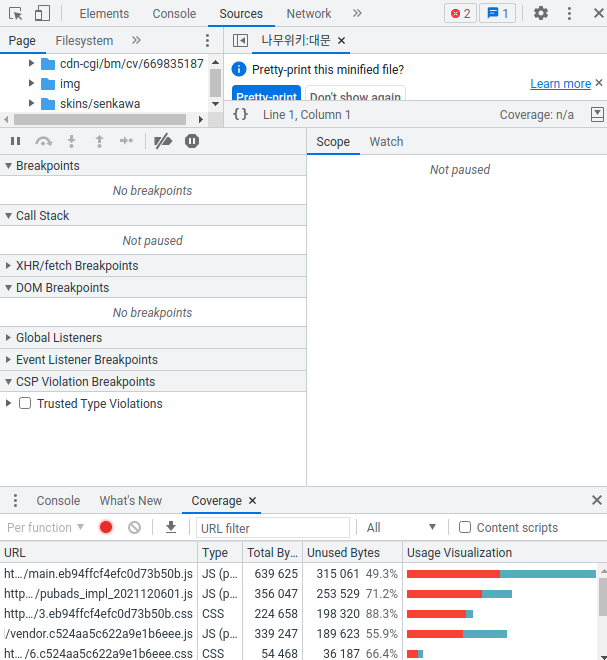 Elements Console Sources Network » 2 1
Page Filesystem » 나무위키:대문 ×
cdn-cgi/bm/cv/669835187
img
skins/senkawa
Pretty-print this minified file?
Learn more ×
Pretty-print Don't show again
{ } Line 1, Column 1 Coverage: n/a
Scope Watch
Breakpoints
No breakpoints
Call Stack
Not paused
XHR/fetch Breakpoints
DOM Breakpoints
No breakpoints
Global Listeners
Event Listener Breakpoints
CSP Violation Breakpoints
Trusted Type Violations
Not paused
Console What's New Coverage ×
Per function URL filter All Content scripts
URL Type Total By… Unused Bytes Usage Visualization
ht…/main.eb94ffcf4efc0d73b50b.js JS (p… 639 625 315 061 49.3%
http…/pubads_impl_2021120601.js JS (p… 356 047 253 529 71.2%
http…/3.eb94ffcf4efc0d73b50b.css CSS 224 658 198 320 88.3%
/vendor.c524aa5c622a9e1b6eee.js JS (p… 339 247 189 623 55.9%
ht…/6.c524aa5c622a9e1b6eee.css CSS 54 468 36 187 66.4%